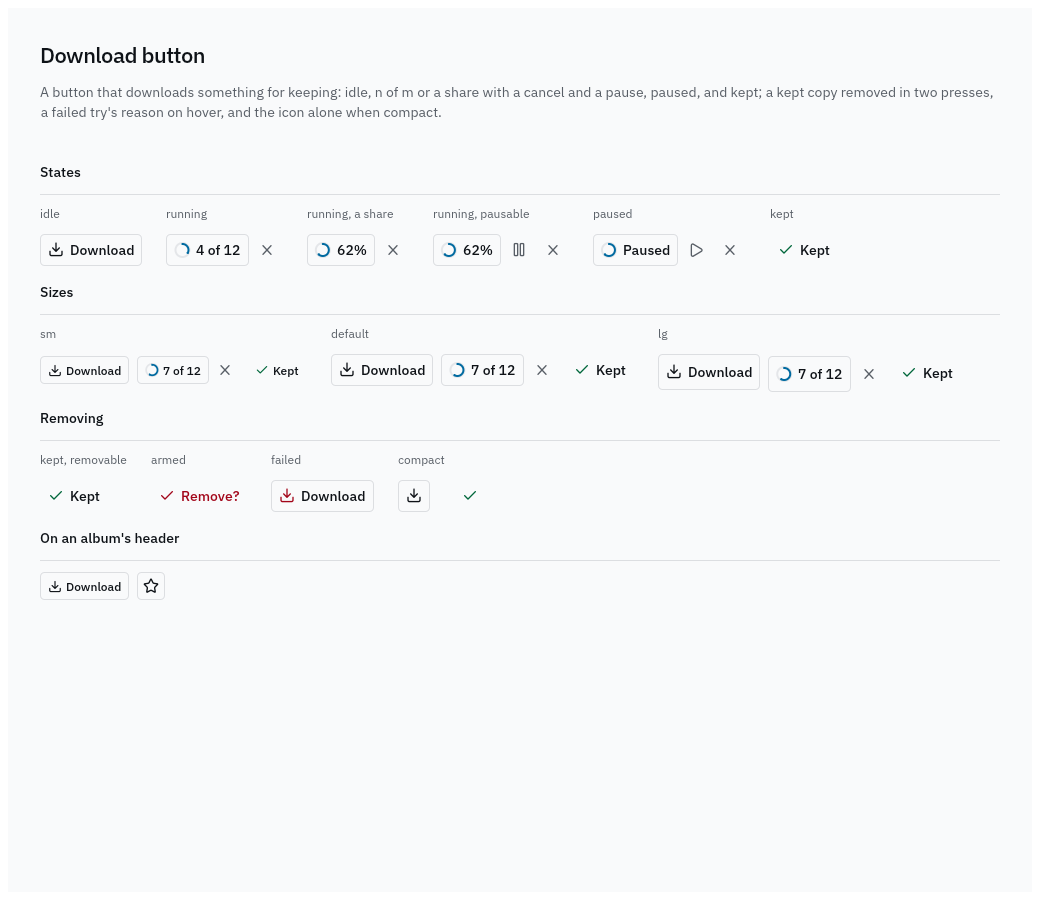 Download button
A button that downloads something for keeping: idle, n of m or a share with a cancel and a pause, paused, and kept; a kept copy removed in two presses,
a failed try's reason on hover, and the icon alone when compact.
States
idle running running, a share running, pausable paused kept
Download 4 of 12 62% 62% Paused Kept
Sizes
sm default lg
Download 7 of 12 Kept Download 7 of 12 Kept Download 7 of 12 Kept
Removing
kept, removable armed failed compact
Kept Remove? Download
On an album's header
Download